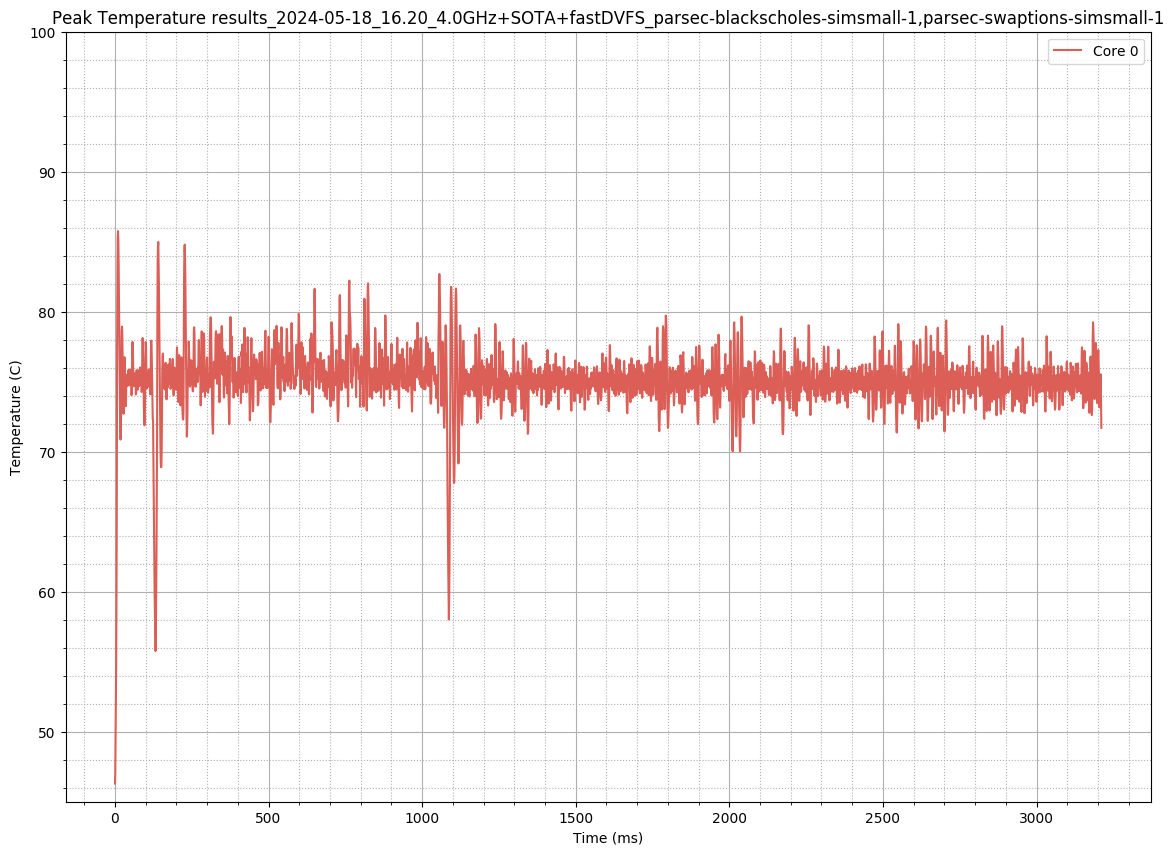 Peak Temperature results_2024-05-18_16.20_4.0GHz+SOTA+fastDVFS_parsec-blackscholes-simsmall-1,parsec-swaptions-simsmall-1
Core 0
100
90
80
70
60
50
Temperature (C)
0 500 1000 1500 2000 2500 3000
Time (ms)